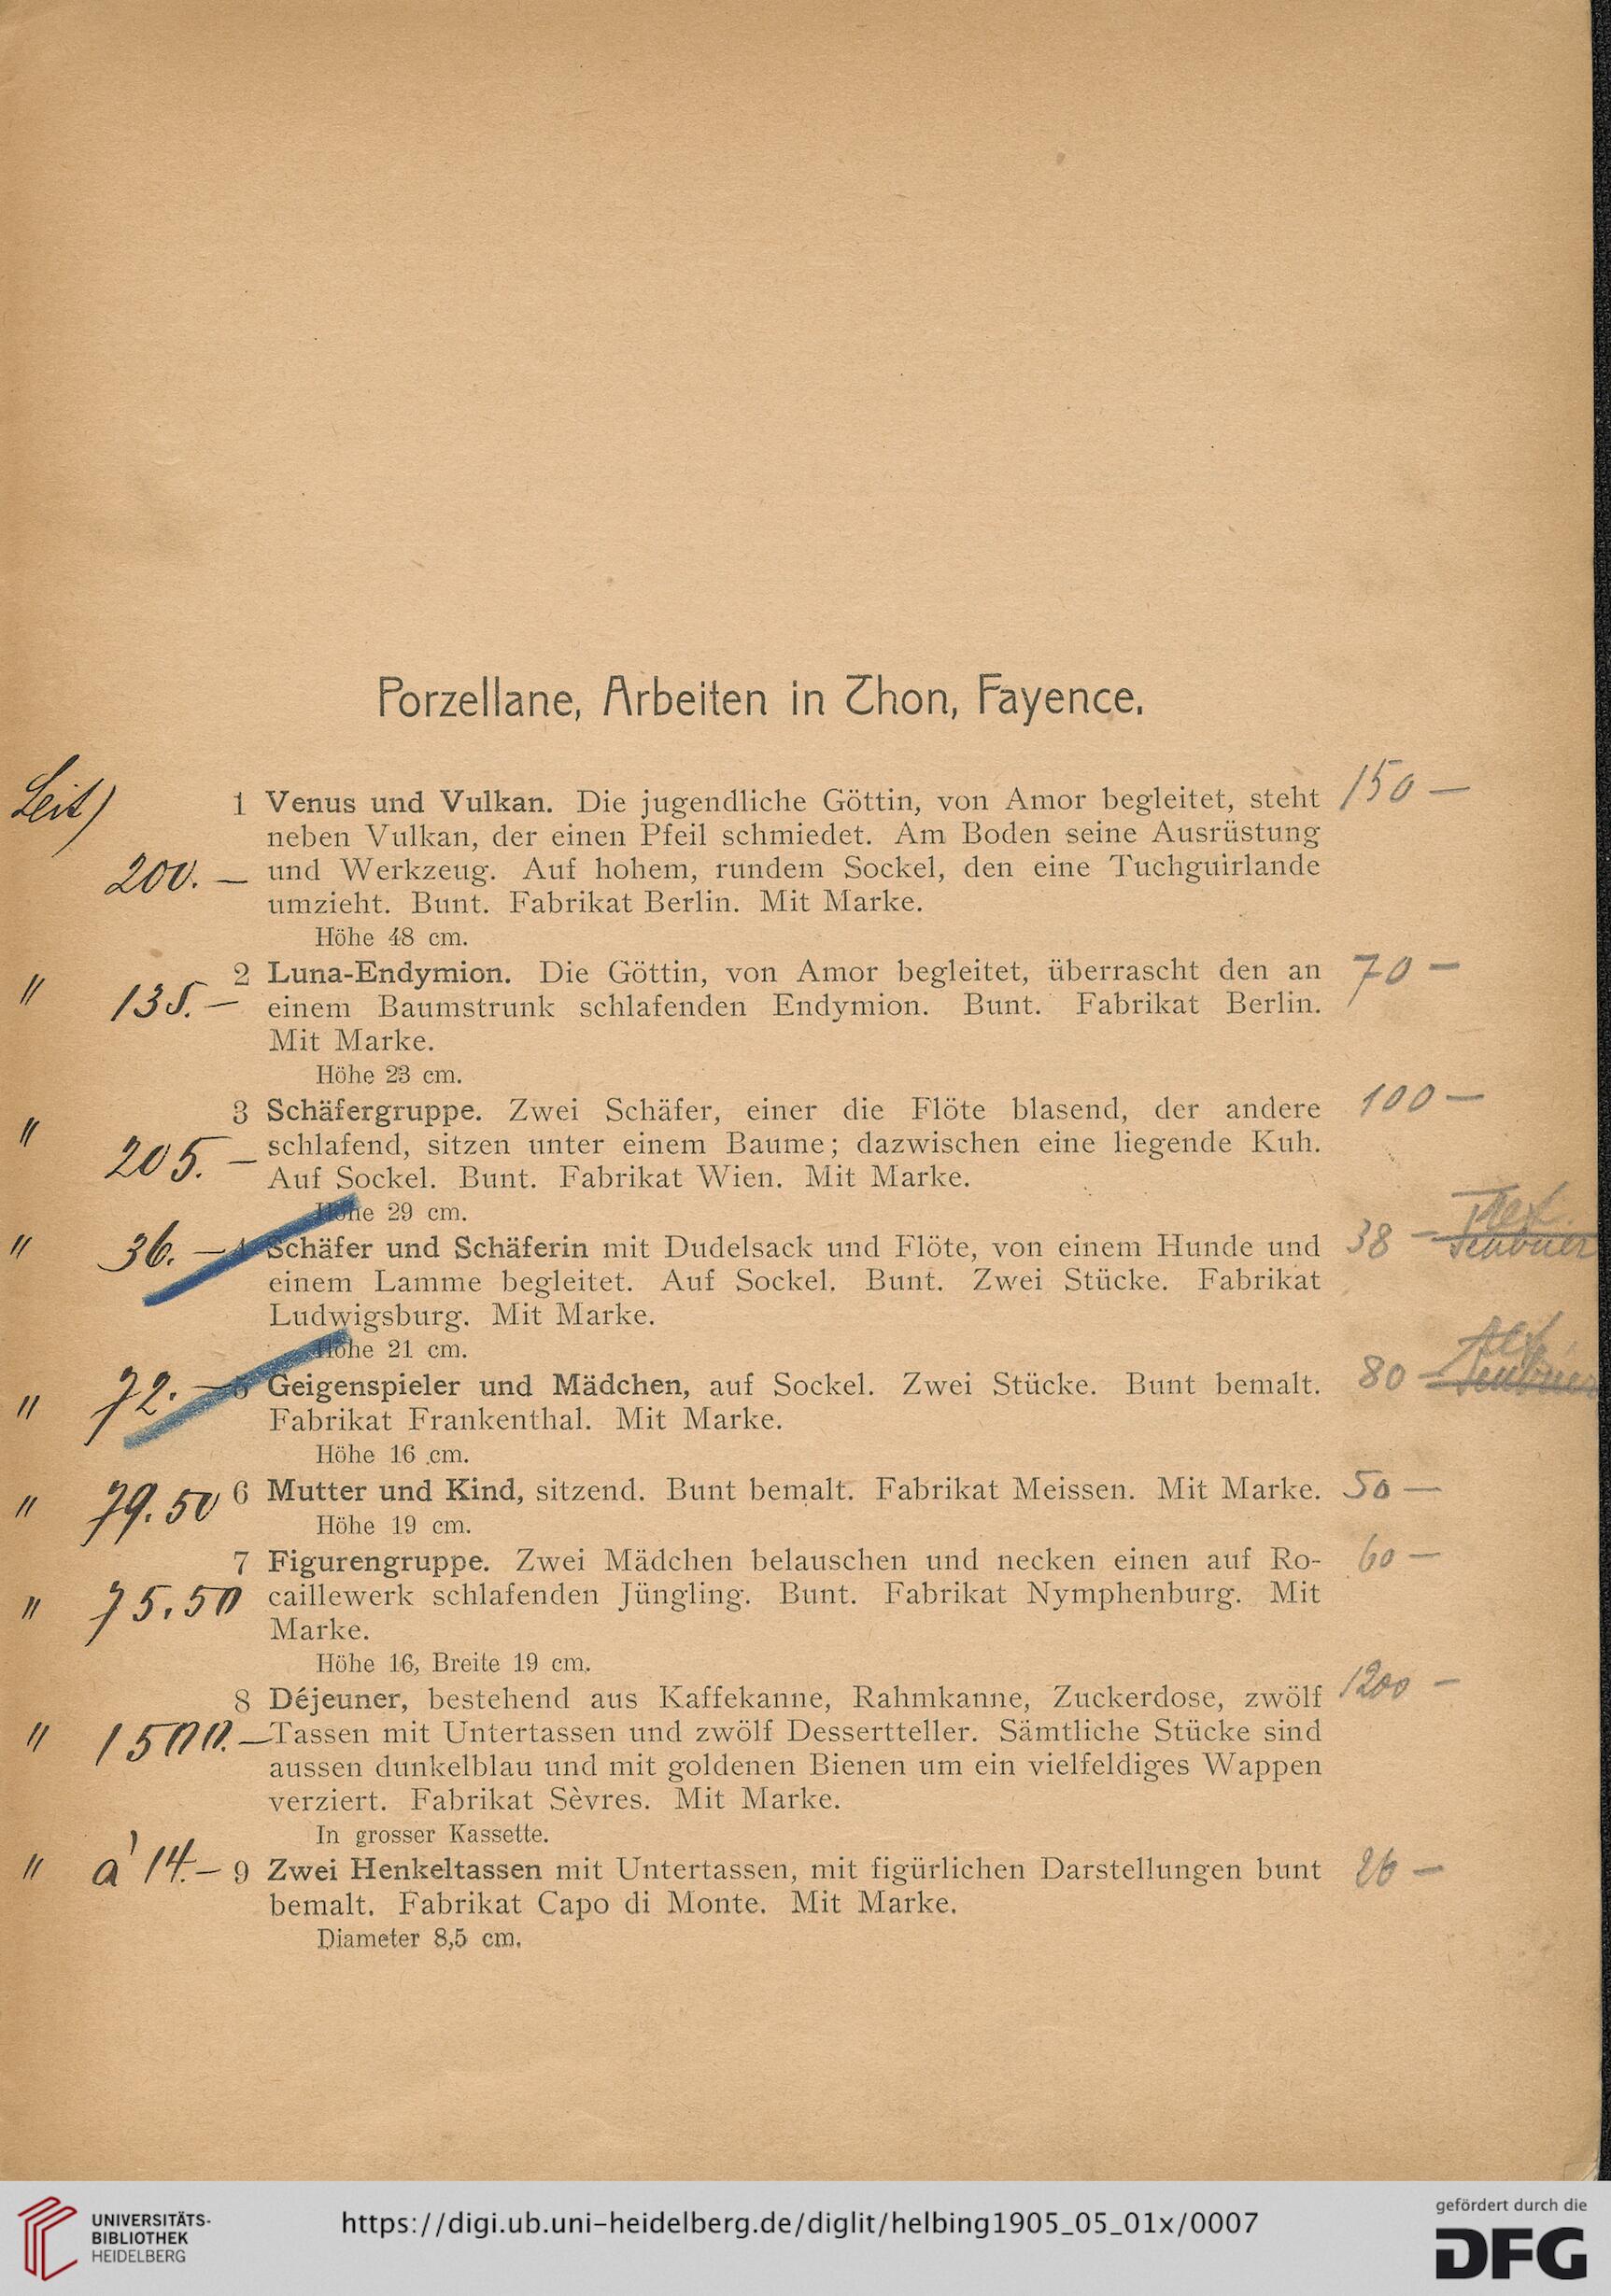 Porzellane, Arbeiten in Thon, Fayence.
Leit)
1 Venus und Vulkan. Die jugendliche Göttin, von Amor begleitet, steht 150 —
neben Vulkan, der einen Pfeil schmiedet. Am Boden seine Ausrüstung
200. — und Werkzeug. Auf hohem, rundem Sockel, den eine Tuchguirlande
umzieht. Bunt. Fabrikat Berlin. Mit Marke.
Höhe 48 cm.
2 Luna-Endymion. Die Göttin, von Amor begleitet, überrascht den an 70 —
" 135. — einem Baumstrunk schlafenden Endymion. Bunt. Fabrikat Berlin.
Mit Marke.
Höhe 23 cm.
3 Schäfergruppe. Zwei Schäfer, einer die Flöte blasend, der andere 100 —
" 205. — schlafend, sitzen unter einem Baume; dazwischen eine liegende Kuh.
Auf Sockel. Bunt. Fabrikat Wien. Mit Marke.
Höhe 29 cm.
" 36. — 4 Schäfer und Schäferin mit Dudelsack und Flöte, von einem Hunde und 38 —
einem Lamme begleitet. Auf Sockel. Bunt. Zwei Stücke. Fabrikat
Ludwigsburg. Mit Marke.
Höhe 21 cm.
" 72. — 5 Geigenspieler und Mädchen, auf Sockel. Zwei Stücke. Bunt bemalt. 80 —
Fabrikat Frankenthal. Mit Marke.
Höhe 16 cm.
" 79.50 6 Mutter und Kind, sitzend. Bunt bemalt. Fabrikat Meissen. Mit Marke. 50 —
Höhe 19 cm.
7 Figurengruppe. Zwei Mädchen belauschen und necken einen auf Ro- 60 —
" 75.50 caillewerk schlafenden Jüngling. Bunt. Fabrikat Nymphenburg. Mit
Marke.
Höhe 16, Breite 19 cm.
8 Déjeuner, bestehend aus Kaffekanne, Rahmkanne, Zuckerdose, zwölf 1200 —
" 1500. — Tassen mit Untertassen und zwölf Dessertteller. Sämtliche Stücke sind
aussen dunkelblau und mit goldenen Bienen um ein vielfeldiges Wappen
verziert. Fabrikat Sèvres. Mit Marke.
In grosser Kassette.
" à 14. — 9 Zwei Henkeltassen mit Untertassen, mit figürlichen Darstellungen bunt 26 —
bemalt. Fabrikat Capo di Monte. Mit Marke.
Diameter 8,5 cm.
UNIVERSITÄTS-
BIBLIOTHEK
HEIDELBERG
https://digi.ub.uni-heidelberg.de/diglit/helbing1905_05_01x/0007
gefördert durch die
DFG